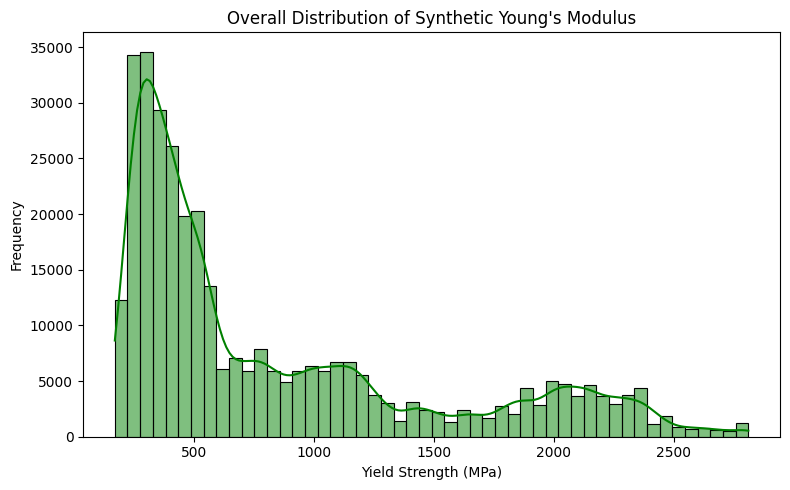 Overall Distribution of Synthetic Young's Modulus
35000
30000
25000
20000
15000
10000
5000
0
Frequency
500 1000 1500 2000 2500
Yield Strength (MPa)